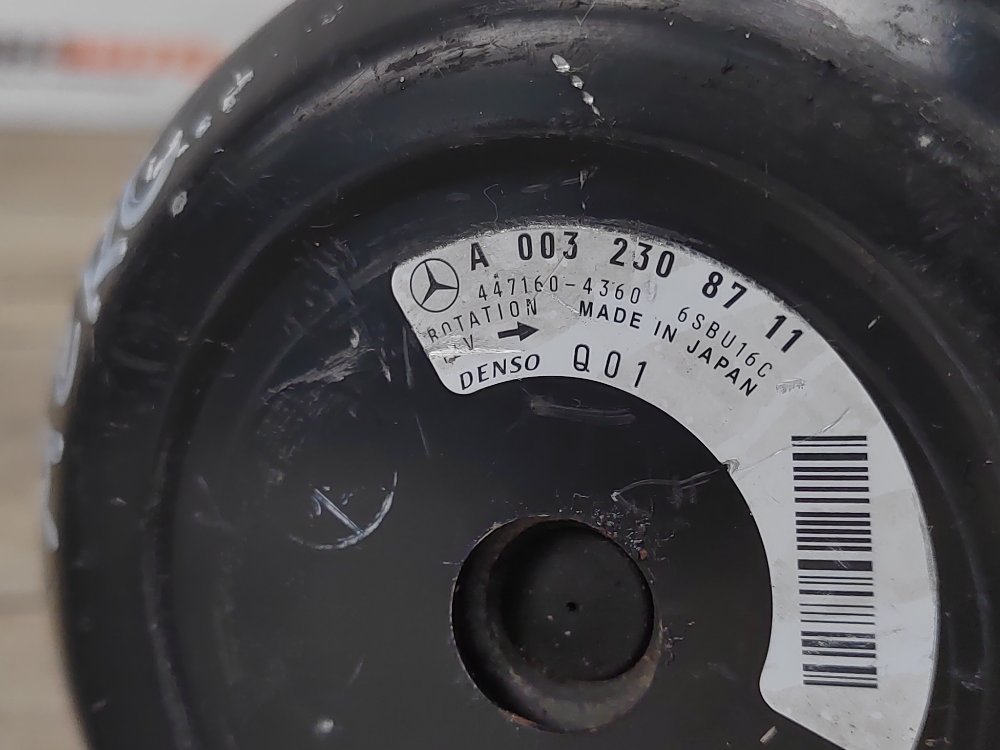 A 003 230 87 11
447160-4360 6SBU16C
ROTATION MADE IN JAPAN
DENSO Q01